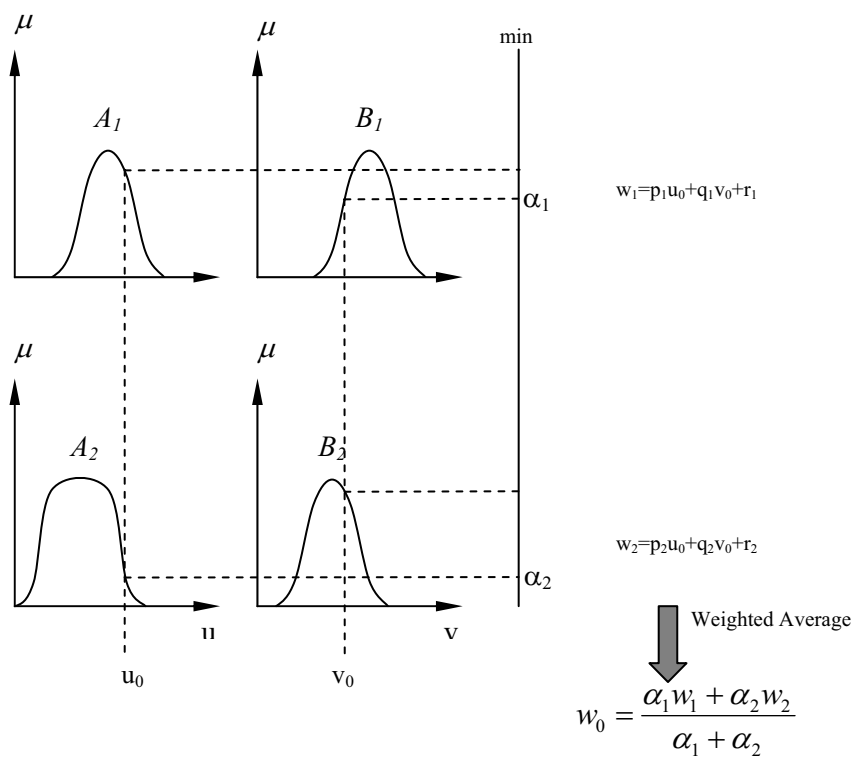 μ
μ
min
A₁
B₁
α₁
w₁=p₁u₀+q₁v₀+r₁
μ
μ
A₂
B₂
w₂=p₂u₀+q₂v₀+r₂
α₂
u
v
Weighted Average
u₀
v₀
w₀ = (α₁w₁ + α₂w₂) / (α₁ + α₂)